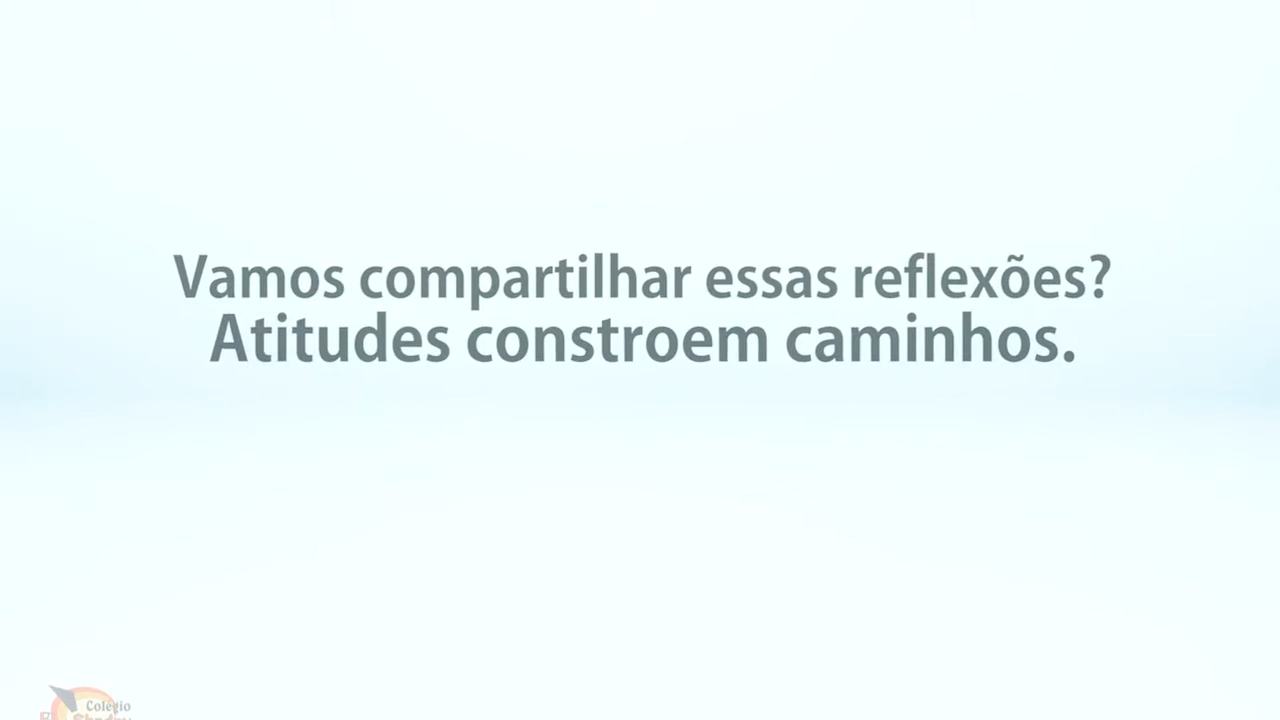 Vamos compartilhar essas reflexões?
Atitudes constroem caminhos.
Colégio